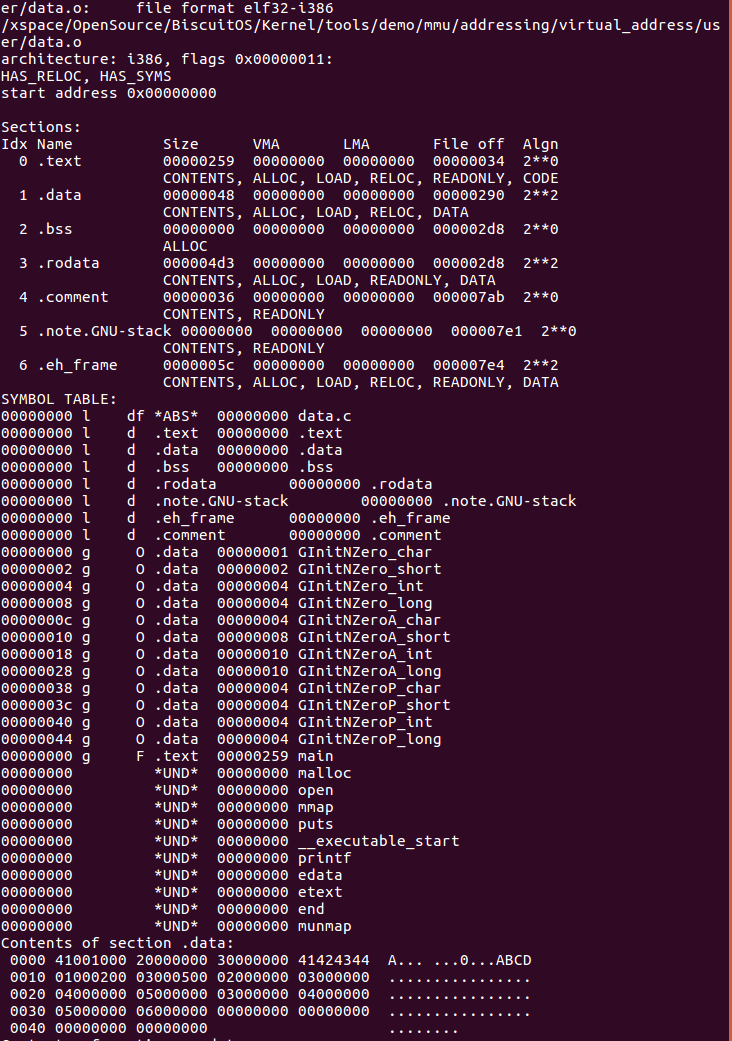 er/data.o:     file format elf32-i386
/xspace/OpenSource/BiscuitOS/Kernel/tools/demo/mmu/addressing/virtual_address/us
er/data.o
architecture: i386, flags 0x00000011:
HAS_RELOC, HAS_SYMS
start address 0x00000000

Sections:
Idx Name          Size      VMA       LMA       File off  Algn
  0 .text         00000259  00000000  00000000  00000034  2**0
                  CONTENTS, ALLOC, LOAD, RELOC, READONLY, CODE
  1 .data         00000048  00000000  00000000  00000290  2**2
                  CONTENTS, ALLOC, LOAD, RELOC, DATA
  2 .bss          00000000  00000000  00000000  000002d8  2**0
                  ALLOC
  3 .rodata       000004d3  00000000  00000000  000002d8  2**2
                  CONTENTS, ALLOC, LOAD, READONLY, DATA
  4 .comment      00000036  00000000  00000000  000007ab  2**0
                  CONTENTS, READONLY
  5 .note.GNU-stack 00000000  00000000  00000000  000007e1  2**0
                  CONTENTS, READONLY
  6 .eh_frame     0000005c  00000000  00000000  000007e4  2**2
                  CONTENTS, ALLOC, LOAD, RELOC, READONLY, DATA
SYMBOL TABLE:
00000000 l    df *ABS*  00000000 data.c
00000000 l    d  .text  00000000 .text
00000000 l    d  .data  00000000 .data
00000000 l    d  .bss   00000000 .bss
00000000 l    d  .rodata        00000000 .rodata
00000000 l    d  .note.GNU-stack        00000000 .note.GNU-stack
00000000 l    d  .eh_frame      00000000 .eh_frame
00000000 l    d  .comment       00000000 .comment
00000000 g     O .data  00000001 GInitNZero_char
00000002 g     O .data  00000002 GInitNZero_short
00000004 g     O .data  00000004 GInitNZero_int
00000008 g     O .data  00000004 GInitNZero_long
0000000c g     O .data  00000004 GInitNZeroA_char
00000010 g     O .data  00000008 GInitNZeroA_short
00000018 g     O .data  00000010 GInitNZeroA_int
00000028 g     O .data  00000010 GInitNZeroA_long
00000038 g     O .data  00000004 GInitNZeroP_char
0000003c g     O .data  00000004 GInitNZeroP_short
00000040 g     O .data  00000004 GInitNZeroP_int
00000044 g     O .data  00000004 GInitNZeroP_long
00000000 g     F .text  00000259 main
00000000         *UND*  00000000 malloc
00000000         *UND*  00000000 open
00000000         *UND*  00000000 mmap
00000000         *UND*  00000000 puts
00000000         *UND*  00000000 __executable_start
00000000         *UND*  00000000 printf
00000000         *UND*  00000000 edata
00000000         *UND*  00000000 etext
00000000         *UND*  00000000 end
00000000         *UND*  00000000 munmap
Contents of section .data:
 0000 41001000 20000000 30000000 41424344  A... ...0...ABCD
 0010 01000200 03000500 02000000 03000000  ................
 0020 04000000 05000000 03000000 04000000  ................
 0030 05000000 06000000 00000000 00000000  ................
 0040 00000000 00000000                    ........